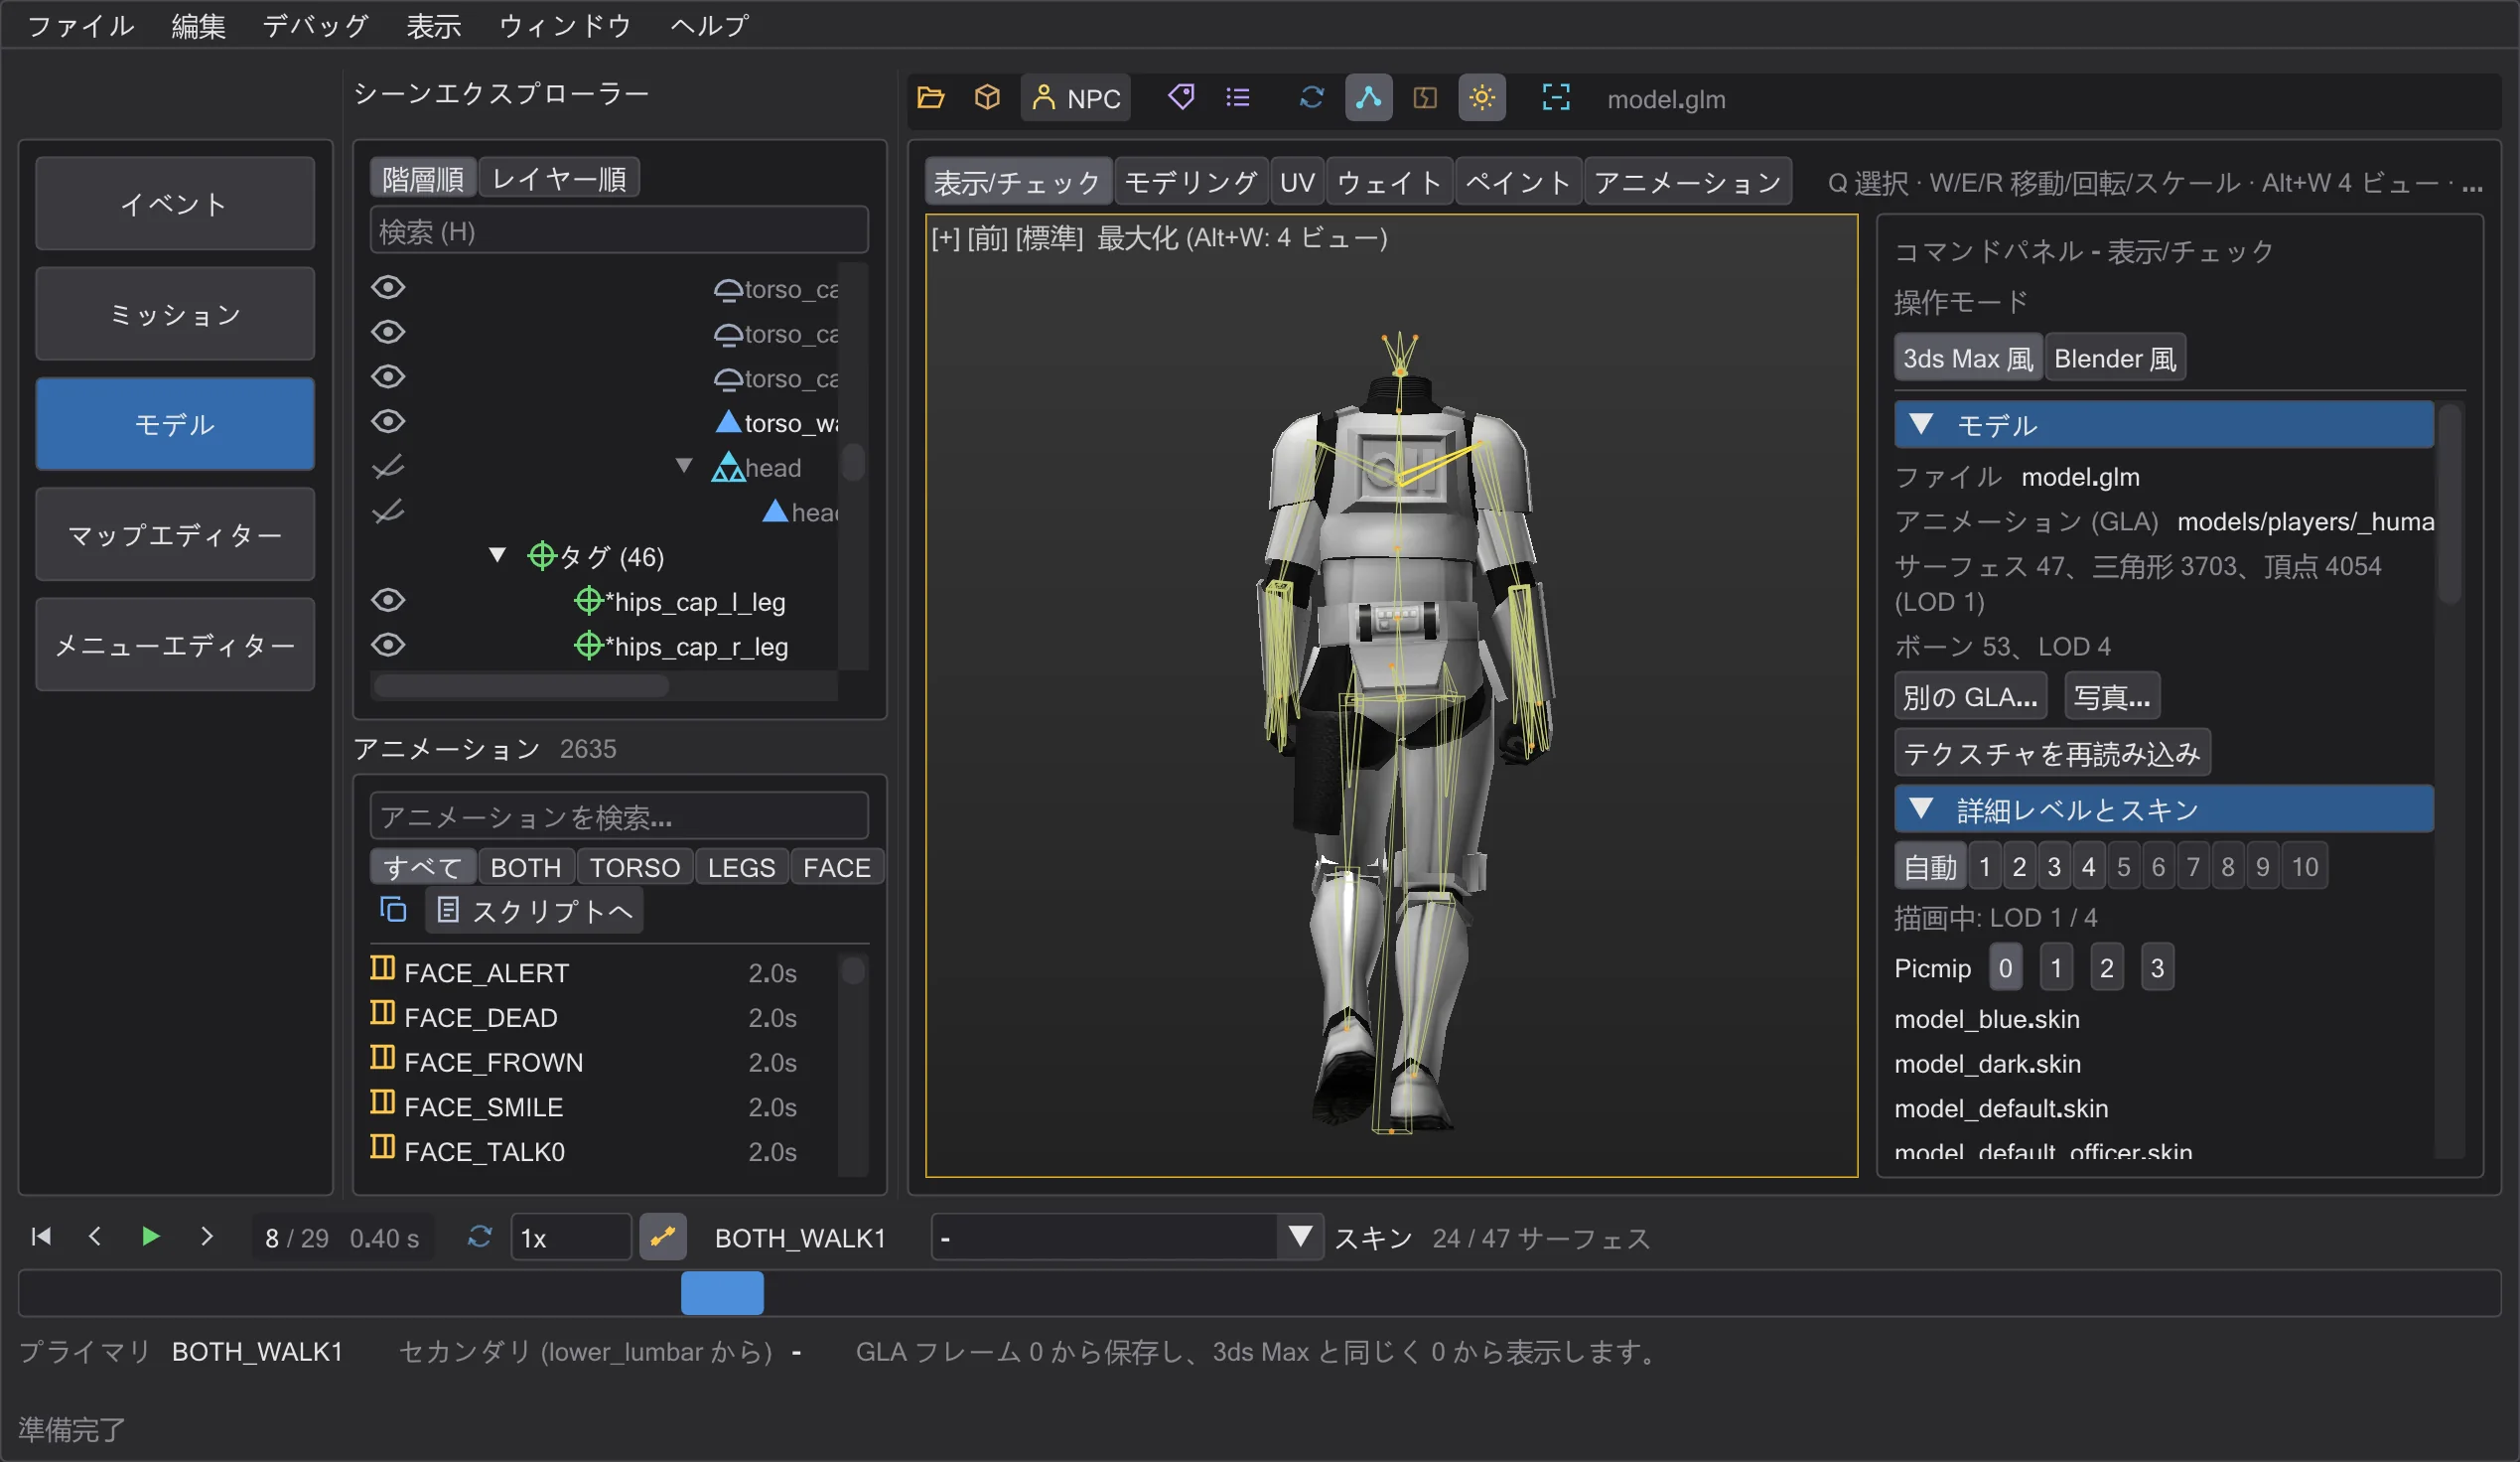 ファイル 編集 デバッグ 表示 ウィンドウ ヘルプ
シーンエクスプローラー
NPC model.glm
イベント
ミッション
モデル
マップエディター
メニューエディター
階層順 レイヤー順
検索 (H)
torso_ca
torso_ca
torso_ca
torso_wa
head
head
タグ (46)
*hips_cap_l_leg
*hips_cap_r_leg
アニメーション 2635
アニメーションを検索...
すべて BOTH TORSO LEGS FACE
スクリプトへ
FACE_ALERT 2.0s
FACE_DEAD 2.0s
FACE_FROWN 2.0s
FACE_SMILE 2.0s
FACE_TALK0 2.0s
表示/チェック モデリング UV ウェイト ペイント アニメーション Q 選択 · W/E/R 移動/回転/スケール · Alt+W 4 ビュー · ...
[+] [前] [標準] 最大化 (Alt+W: 4 ビュー)
コマンドパネル - 表示/チェック
操作モード
3ds Max 風 Blender 風
モデル
ファイル model.glm
アニメーション (GLA) models/players/_huma
サーフェス 47、三角形 3703、頂点 4054
(LOD 1)
ボーン 53、LOD 4
別の GLA... 写真...
テクスチャを再読み込み
詳細レベルとスキン
自動 1 2 3 4 5 6 7 8 9 10
描画中: LOD 1 / 4
Picmip 0 1 2 3
model_blue.skin
model_dark.skin
model_default.skin
model_default_officer.skin
8 / 29 0.40 s 1x BOTH_WALK1 - スキン 24 / 47 サーフェス
プライマリ BOTH_WALK1 セカンダリ (lower_lumbar から) - GLA フレーム 0 から保存し、3ds Max と同じく 0 から表示します。
準備完了